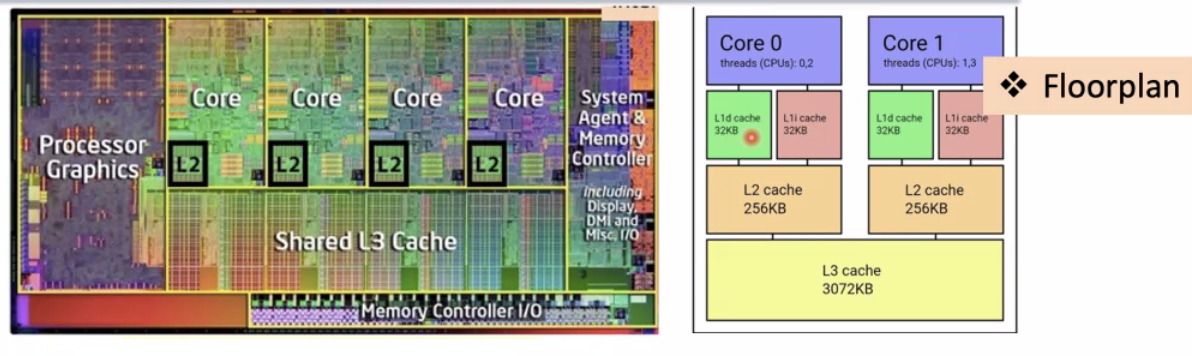 Processor
Graphics
Core
Core
Core
Core
L2
L2
L2
L2
System
Agent &
Memory
Controller
Including
Display,
DMI and
Misc. I/O
Shared L3 Cache
Memory Controller I/O
Core 0
threads (CPUs): 0,2
Core 1
threads (CPUs): 1,3
L1d cache
32KB
L1i cache
32KB
L1d cache
32KB
L1i cache
32KB
L2 cache
256KB
L2 cache
256KB
L3 cache
3072KB
❖ Floorplan